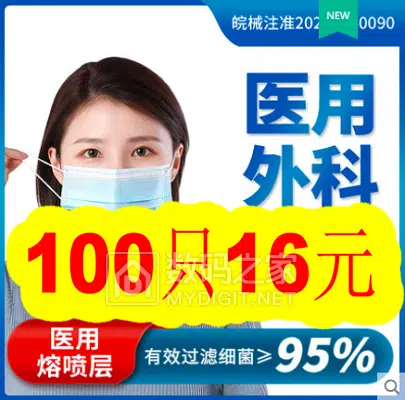 皖械注准202 0090
NEW
医用
外科
100只16元
数码之家
MYDIGIT.NET
医用
熔喷层
有效过滤细菌≥95%